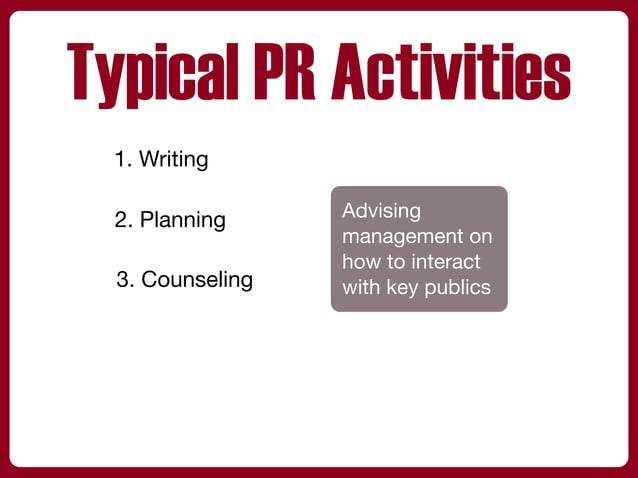 Typical PR Activities
1. Writing
2. Planning
3. Counseling
Advising
management on
how to interact
with key publics